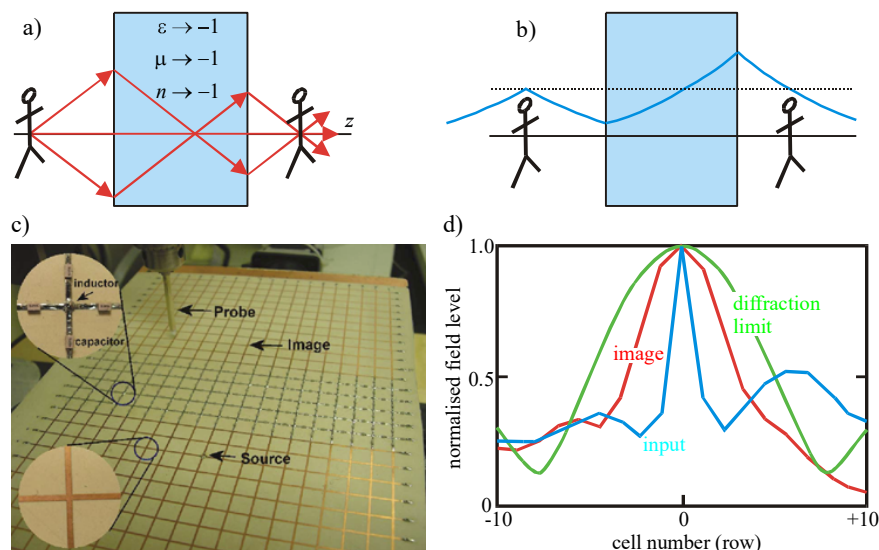 a)
ε → −1
μ → −1
n → −1
z
b)
c)
inductor
capacitor
Probe
Image
Source
d)
1.0
0.5
0
normalised field level
diffraction
limit
image
input
-10
0
+10
cell number (row)